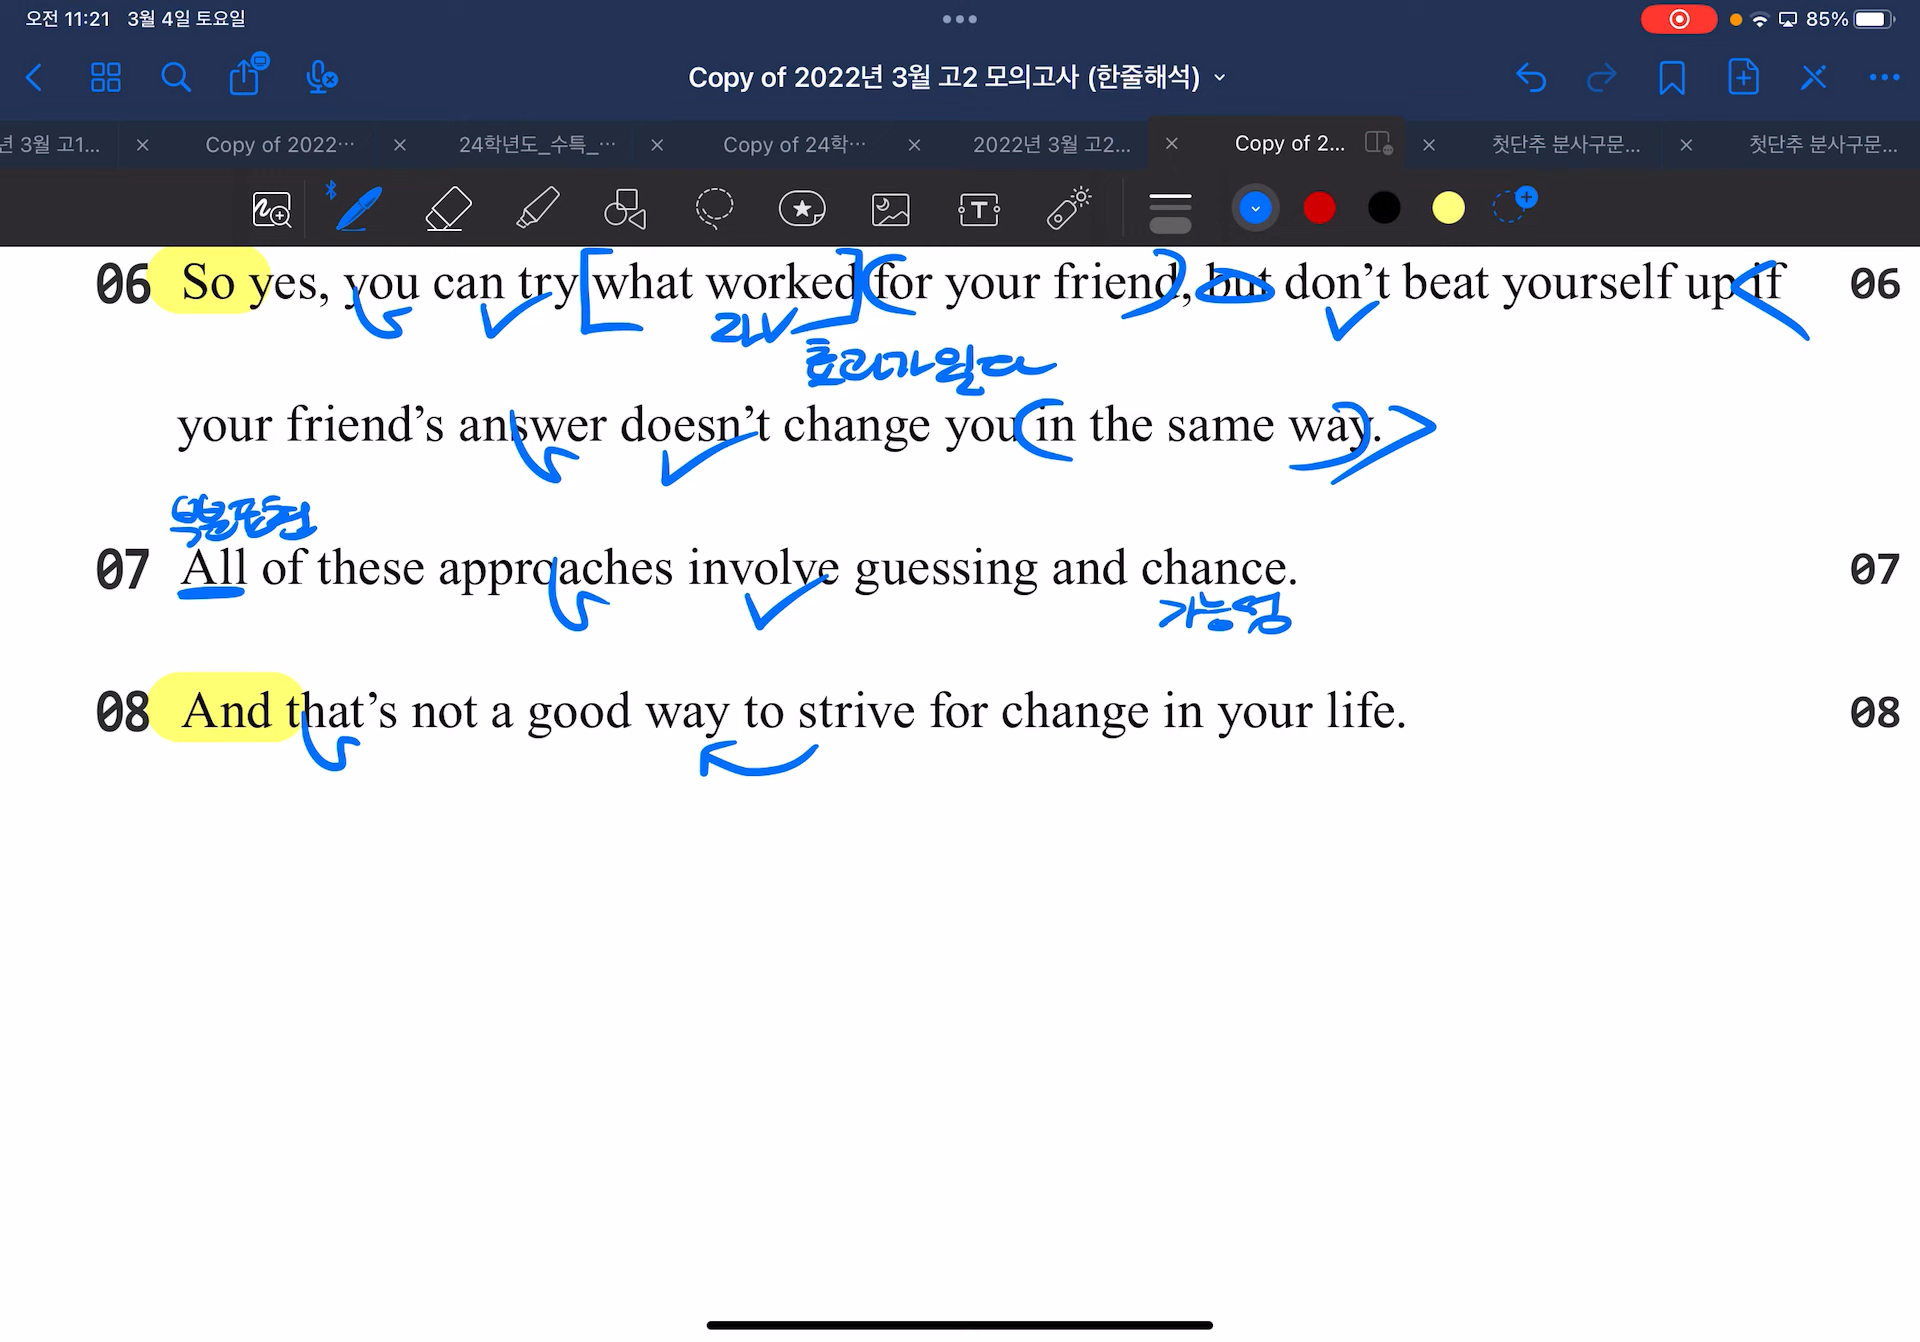 오전 11:21 3월 4일 토요일
85%
Copy of 2022년 3월 고2 모의고사 (한줄해석)
년 3월 고1... Copy of 2022... 24학년도_수특_... Copy of 24학... 2022년 3월 고2... Copy of 2... 첫단추 분사구문... 첫단추 분사구문...
06 So yes, you can try [what worked] (for your friend), but don't beat yourself up <if 06
효과가 있다
your friend's answer doesn't change you (in the same way).>
부분표현
07 All of these approaches involve guessing and chance. 07
가능성
08 And that's not a good way to strive for change in your life. 08